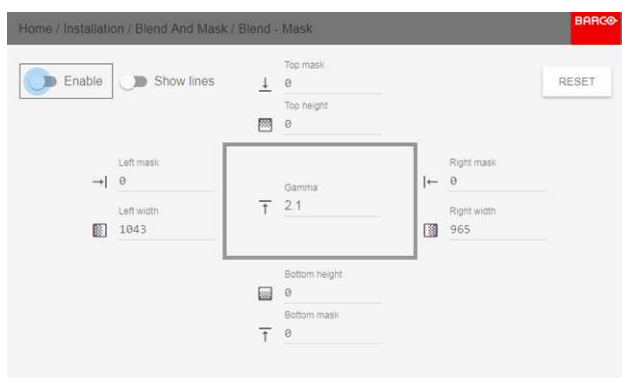 Home / Installation / Blend And Mask / Blend - Mask
BARCO
Enable
Show lines
RESET
Top mask
0
Top height
0
Left mask
0
Left width
1043
Gamma
2.1
Right mask
0
Right width
965
Bottom height
0
Bottom mask
0